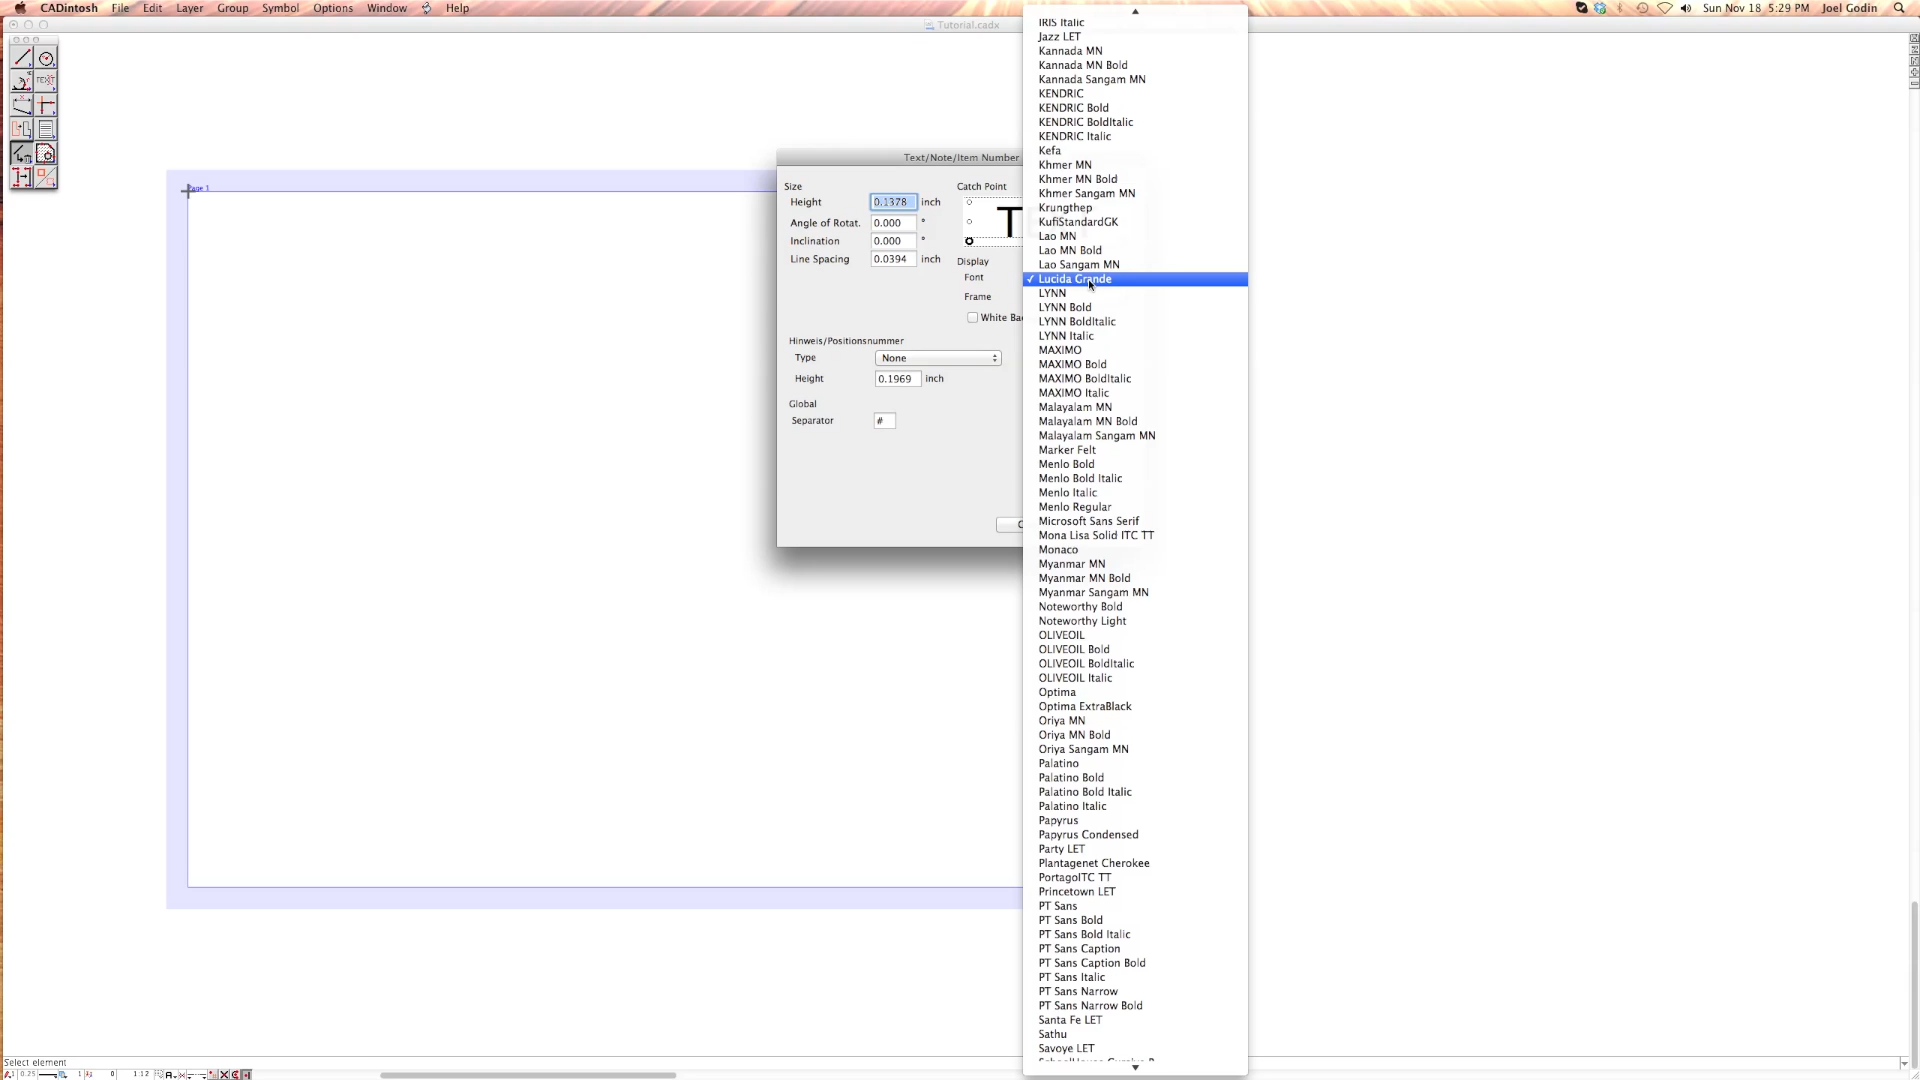 CADintosh File Edit Layer Group Symbol Options Window Help
Sun Nov 18 5:29 PM Joel Godin
Tutorial.cadx
TEXT
Page 1
Text/Note/Item Number
Size
Height 0.1378 inch
Angle of Rotat. 0.000 °
Inclination 0.000 °
Line Spacing 0.0394 inch
Catch Point
T
Display
Font
Frame
White Ba
Hinweis/Positionsnummer
Type None
Height 0.1969 inch
Global
Separator #
IRIS Italic
Jazz LET
Kannada MN
Kannada MN Bold
Kannada Sangam MN
KENDRIC
KENDRIC Bold
KENDRIC BoldItalic
KENDRIC Italic
Kefa
Khmer MN
Khmer MN Bold
Khmer Sangam MN
Krungthep
KufiStandardGK
Lao MN
Lao MN Bold
Lao Sangam MN
✓ Lucida Grande
LYNN
LYNN Bold
LYNN BoldItalic
LYNN Italic
MAXIMO
MAXIMO Bold
MAXIMO BoldItalic
MAXIMO Italic
Malayalam MN
Malayalam MN Bold
Malayalam Sangam MN
Marker Felt
Menlo Bold
Menlo Bold Italic
Menlo Italic
Menlo Regular
Microsoft Sans Serif
Mona Lisa Solid ITC TT
Monaco
Myanmar MN
Myanmar MN Bold
Myanmar Sangam MN
Noteworthy Bold
Noteworthy Light
OLIVEOIL
OLIVEOIL Bold
OLIVEOIL BoldItalic
OLIVEOIL Italic
Optima
Optima ExtraBlack
Oriya MN
Oriya MN Bold
Oriya Sangam MN
Palatino
Palatino Bold
Palatino Bold Italic
Palatino Italic
Papyrus
Papyrus Condensed
Party LET
Plantagenet Cherokee
PortagoITC TT
Princetown LET
PT Sans
PT Sans Bold
PT Sans Bold Italic
PT Sans Caption
PT Sans Caption Bold
PT Sans Italic
PT Sans Narrow
PT Sans Narrow Bold
Santa Fe LET
Sathu
Savoye LET
Select element
0.25 1 0 1:12